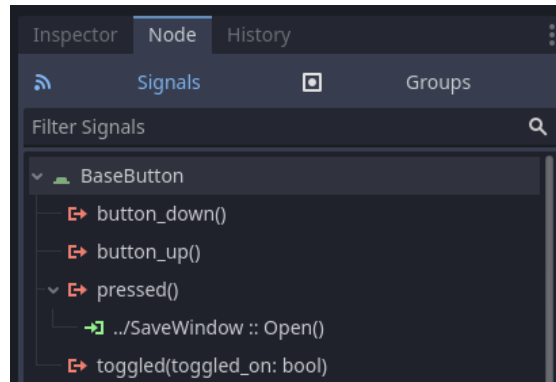 Inspector Node History
Signals Groups
Filter Signals
BaseButton
button_down()
button_up()
pressed()
../SaveWindow :: Open()
toggled(toggled_on: bool)